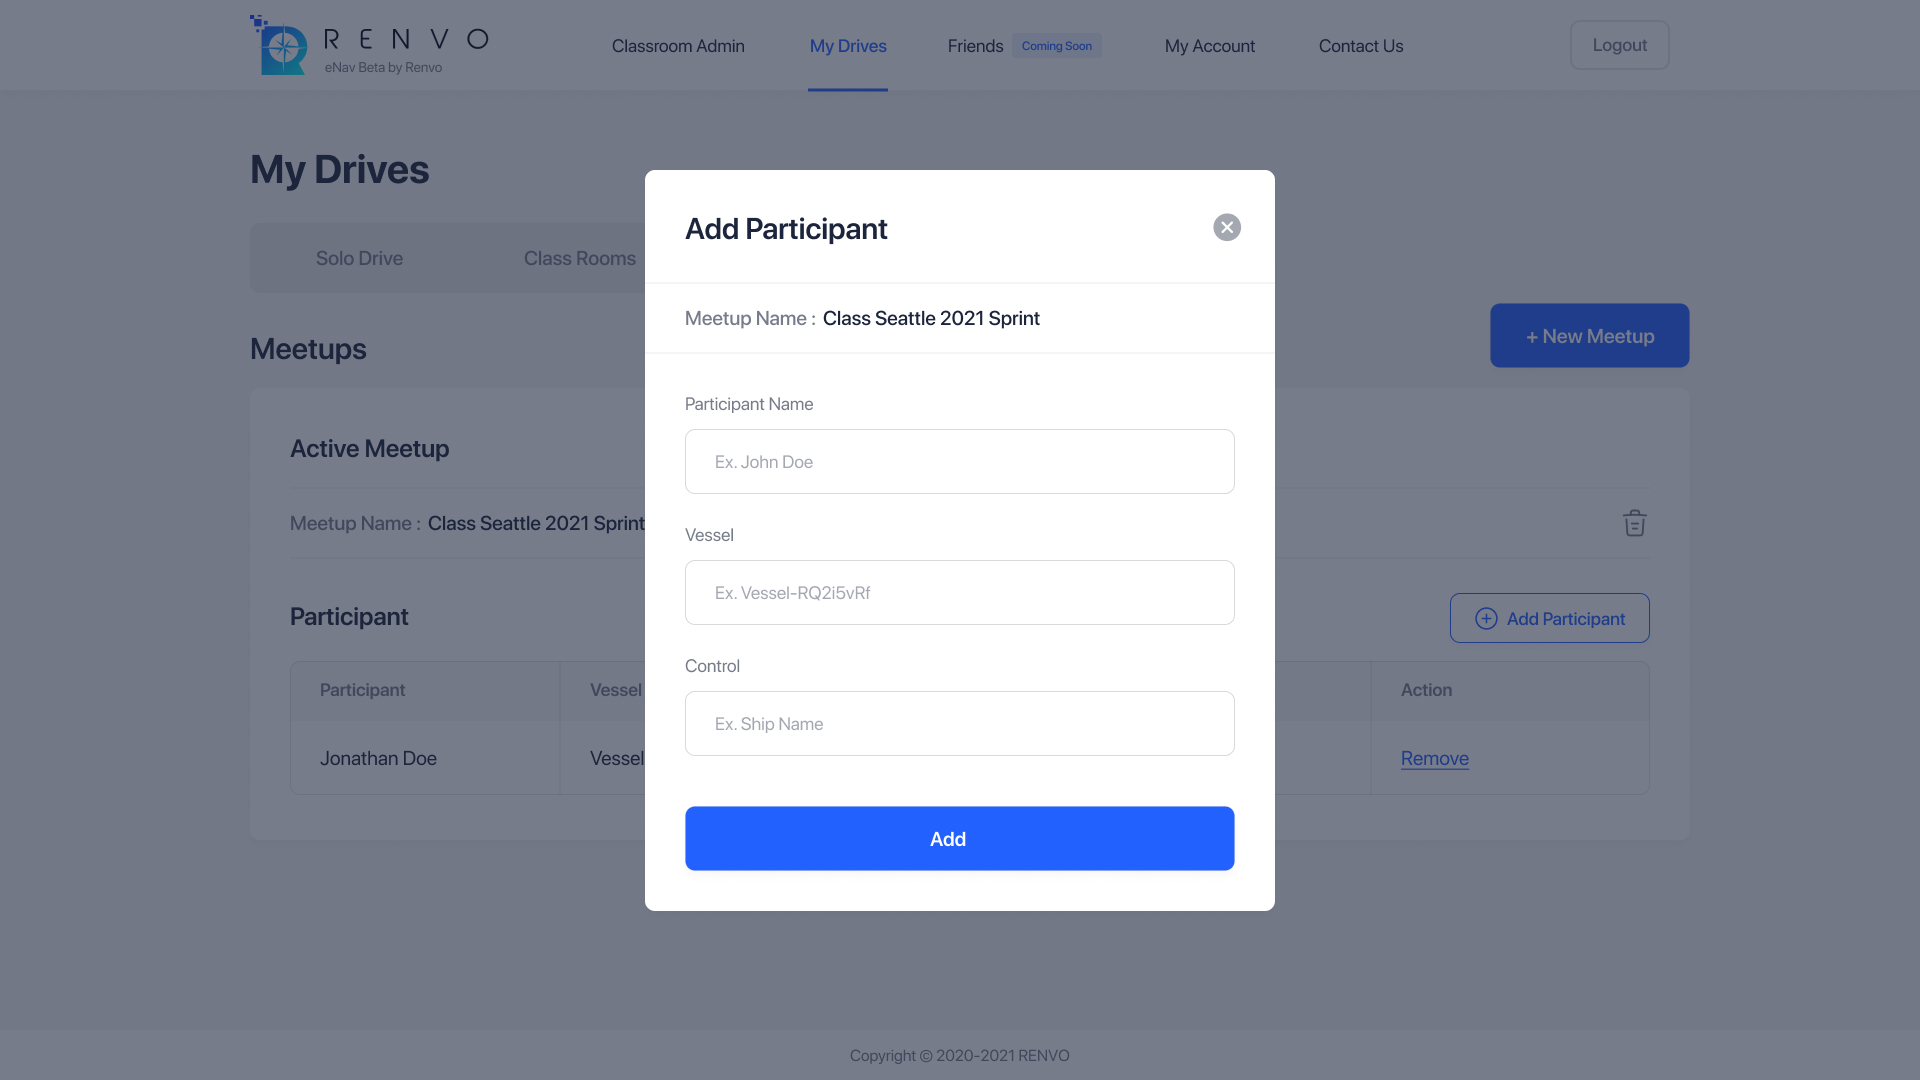 RENVO
eNav Beta by Renvo
Classroom Admin
My Drives
Friends
Coming Soon
My Account
Contact Us
Logout
My Drives
Solo Drive
Class Rooms
Meetups
+ New Meetup
Active Meetup
Meetup Name : Class Seattle 2021 Sprint
Participant
Add Participant
Participant
Vessel
Action
Jonathan Doe
Vessel
Remove
Add Participant
Meetup Name : Class Seattle 2021 Sprint
Participant Name
Ex. John Doe
Vessel
Ex. Vessel-RQ2i5vRf
Control
Ex. Ship Name
Add
Copyright © 2020-2021 RENVO